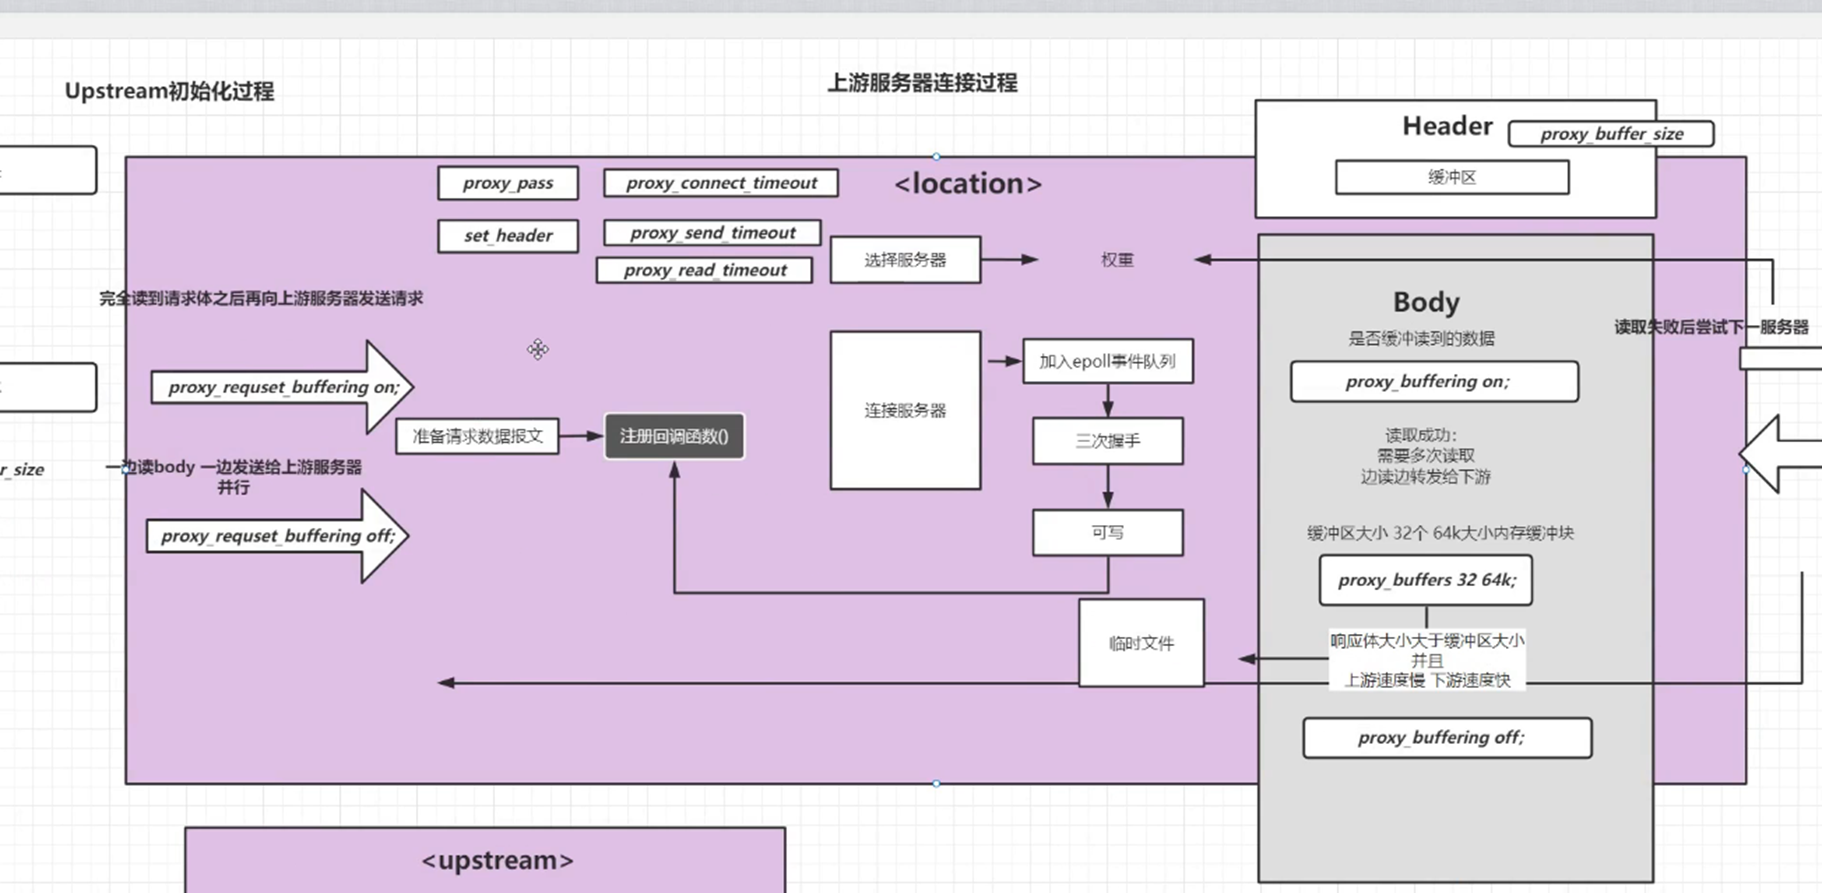 Upstream初始化过程
上游服务器连接过程
Header
proxy_buffer_size
缓冲区
proxy_pass
proxy_connect_timeout
<location>
set_header
proxy_send_timeout
proxy_read_timeout
选择服务器
权重
完全读到请求体之后再向上游服务器发送请求
Body
是否缓冲读到的数据
读取失败后尝试下一服务器
proxy_requset_buffering on;
连接服务器
加入epoll事件队列
proxy_buffering on;
准备请求数据报文
注册回调函数()
三次握手
读取成功:
需要多次读取
边读边转发给下游
r_size
一边读body 一边发送给上游服务器
并行
proxy_requset_buffering off;
可写
缓冲区大小 32个 64k大小内存缓冲块
proxy_buffers 32 64k;
临时文件
响应体大小大于缓冲区大小
并且
上游速度慢 下游速度快
proxy_buffering off;
<upstream>